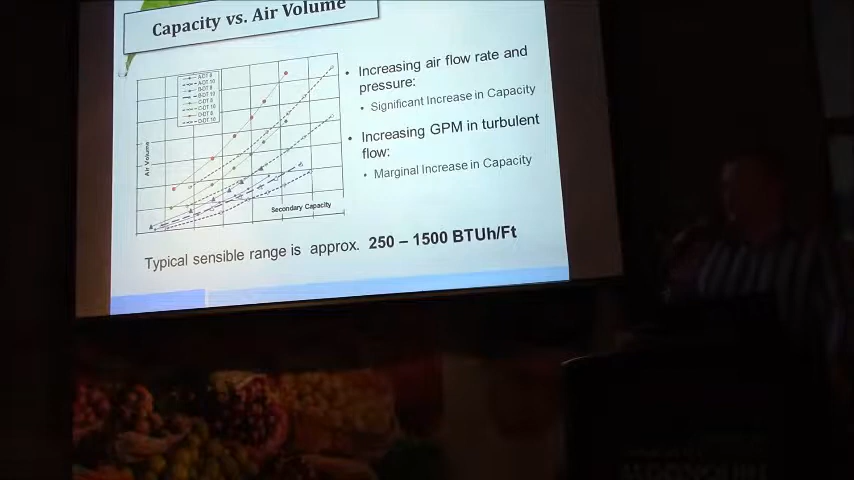 Capacity vs. Air Volume
• Increasing air flow rate and
pressure:
• Significant Increase in Capacity
• Increasing GPM in turbulent
flow:
• Marginal Increase in Capacity
Air Volume
Secondary Capacity
Typical sensible range is approx. 250 – 1500 BTUh/Ft